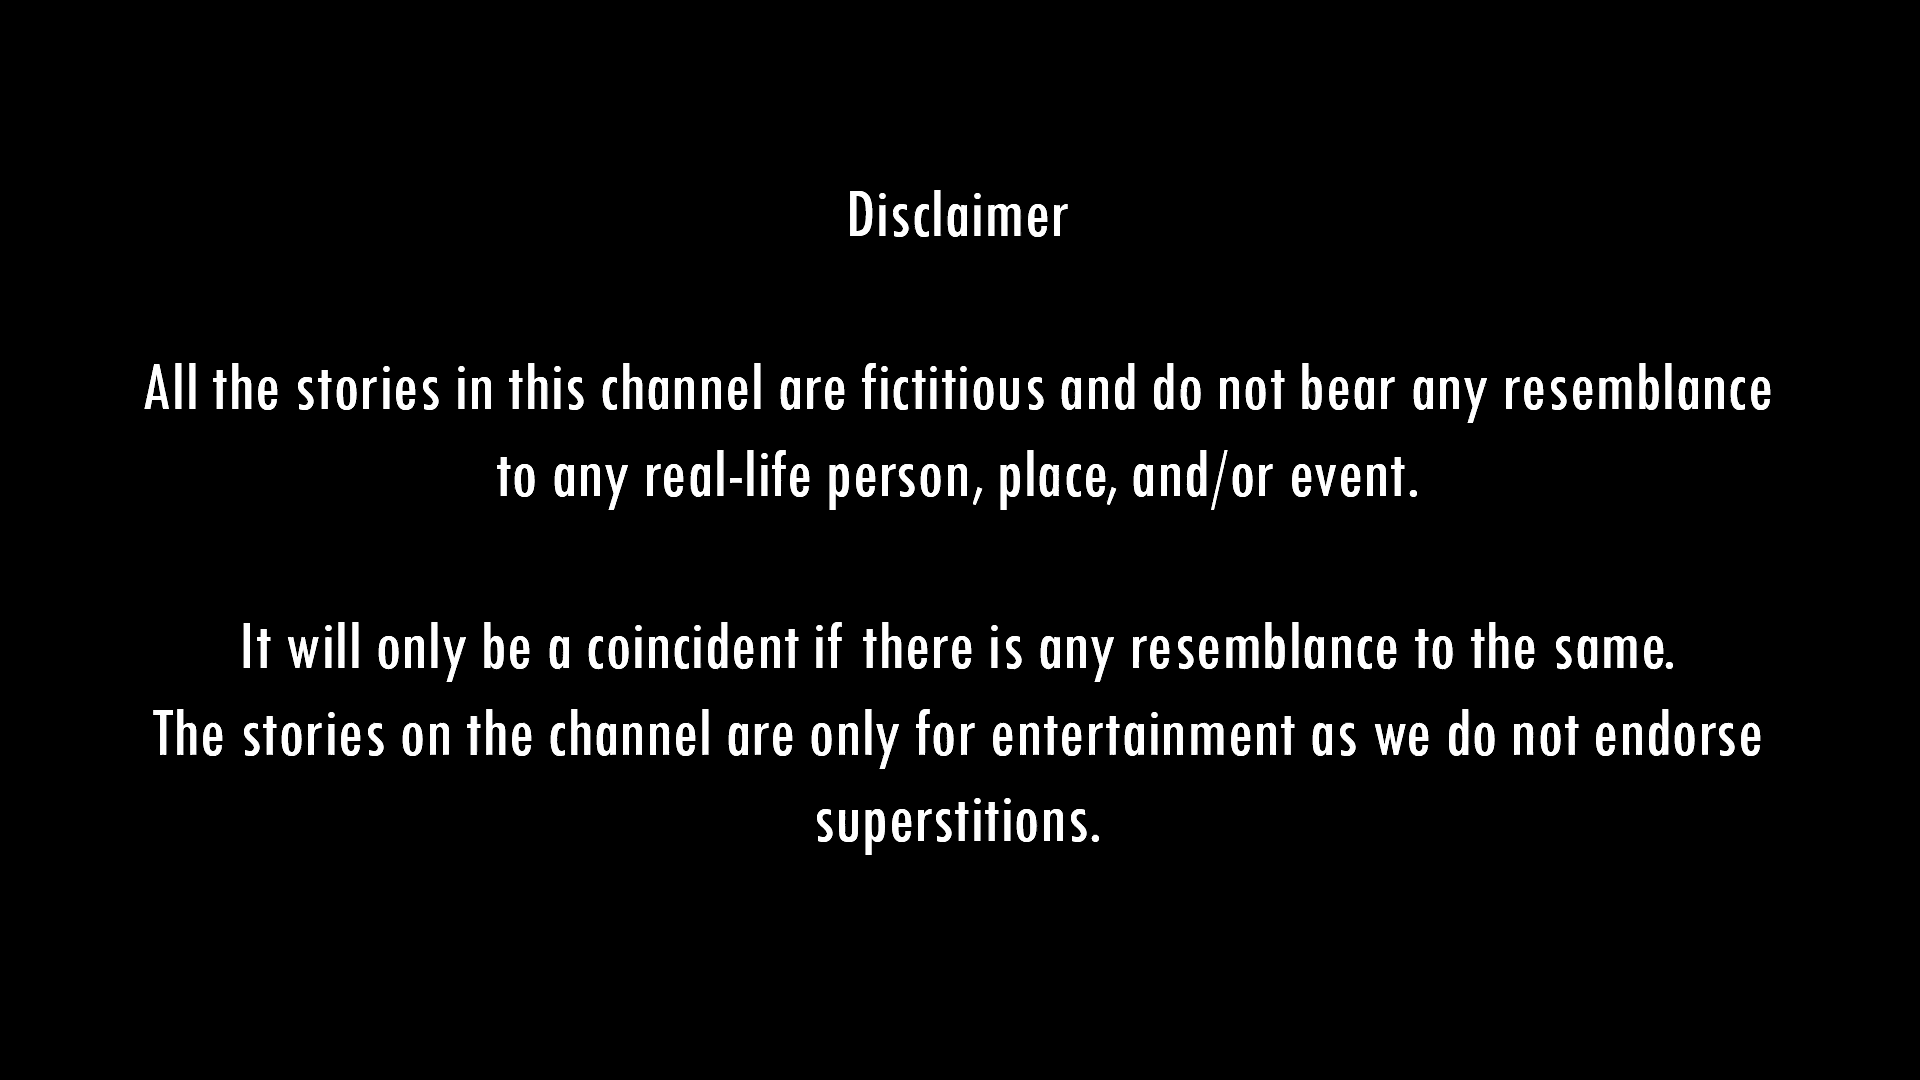 Disclaimer
All the stories in this channel are fictitious and do not bear any resemblance
to any real-life person, place, and/or event.
It will only be a coincident if there is any resemblance to the same.
The stories on the channel are only for entertainment as we do not endorse
superstitions.